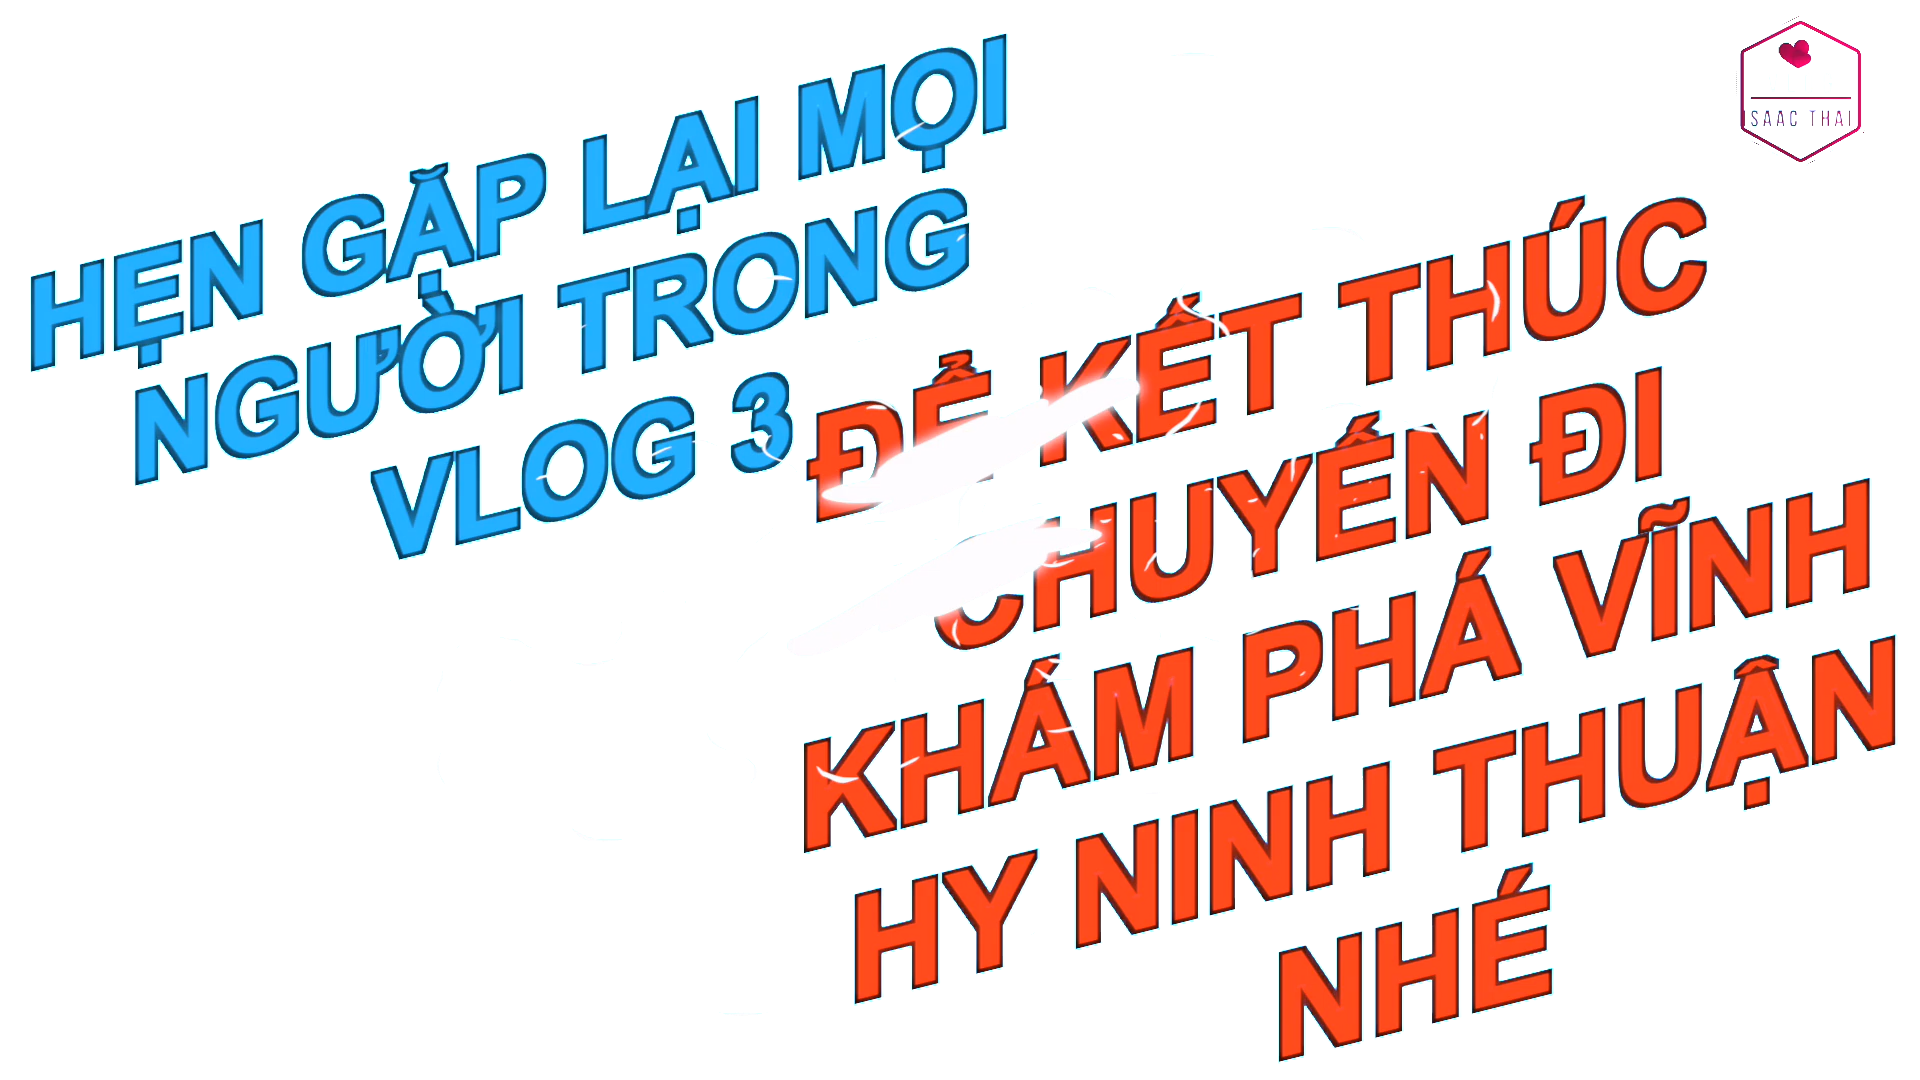 HẸN GẶP LẠI MỌI
NGƯỜI TRONG
VLOG 3
ĐỂ KẾT THÚC
CHUYẾN ĐI
KHÁM PHÁ VĨNH
HY NINH THUẬN
NHÉ
ISAAC THAI